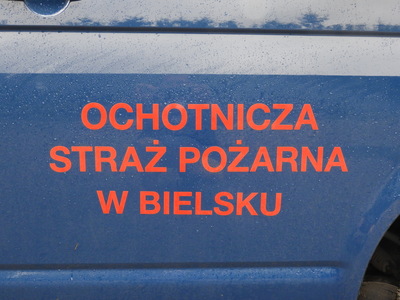 OCHOTNICZA
STRAŻ POŻARNA
W BIELSKU